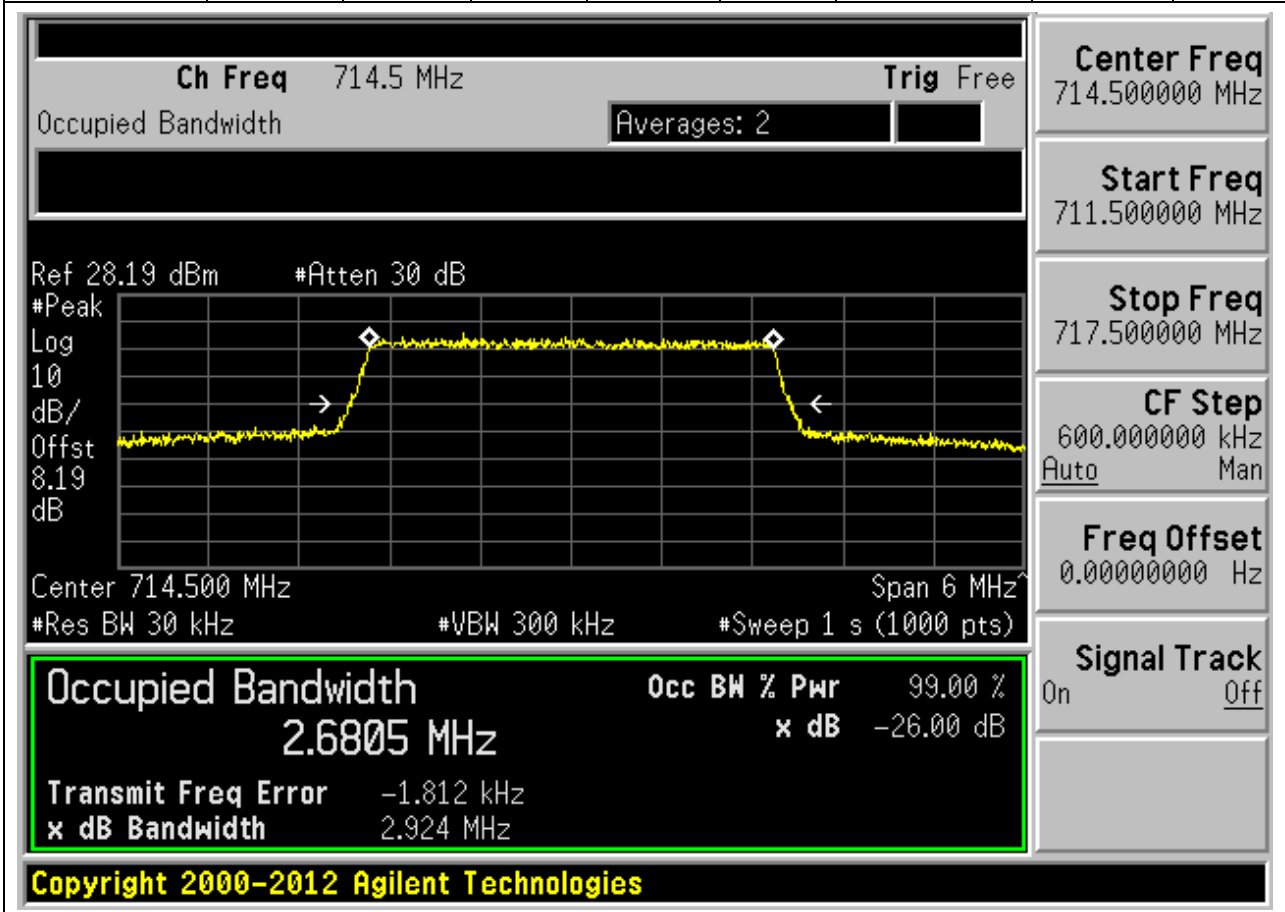 Ch Freq 714.5 MHz Trig Free
Occupied Bandwidth Averages: 2
Ref 28.19 dBm #Atten 30 dB
#Peak
Log
10
dB/
Offst
8.19
dB
Center 714.500 MHz Span 6 MHz^
#Res BW 30 kHz #VBW 300 kHz #Sweep 1 s (1000 pts)
Occupied Bandwidth Occ BW % Pwr 99.00 %
2.6805 MHz x dB -26.00 dB
Transmit Freq Error -1.812 kHz
x dB Bandwidth 2.924 MHz
Copyright 2000-2012 Agilent Technologies
Center Freq
714.500000 MHz
Start Freq
711.500000 MHz
Stop Freq
717.500000 MHz
CF Step
600.000000 kHz
Auto Man
Freq Offset
0.00000000 Hz
Signal Track
On Off